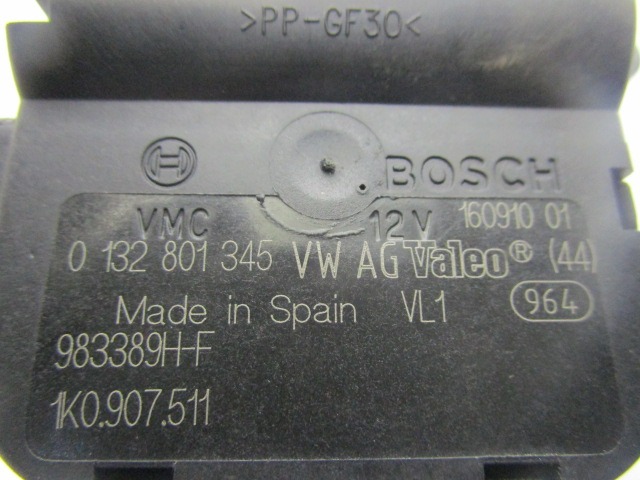 >PP-GF30<
BOSCH
VMC 12V 160910 01
0 132 801 345 VW AG Valeo® (44)
Made in Spain VL1 964
983389H-F
1K0.907.511